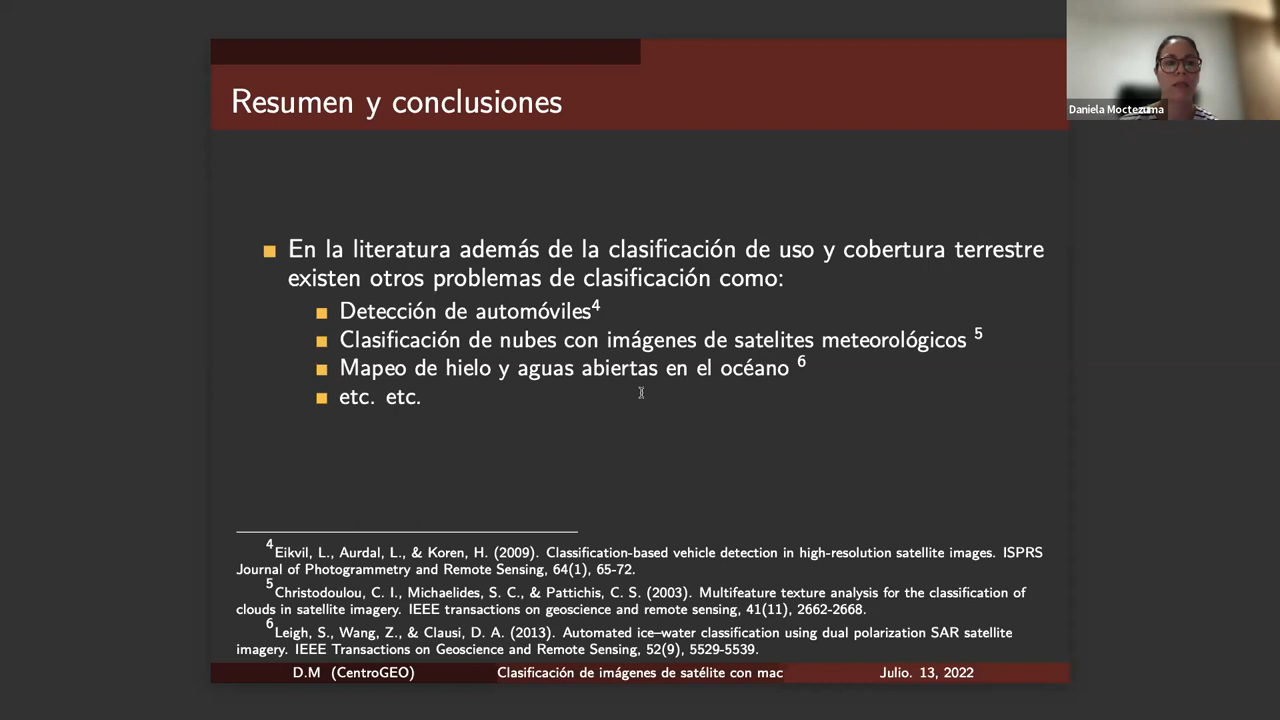 Resumen y conclusiones
Daniela Moctezuma
En la literatura además de la clasificación de uso y cobertura terrestre
existen otros problemas de clasificación como:
Detección de automóviles4
Clasificación de nubes con imágenes de satelites meteorológicos 5
Mapeo de hielo y aguas abiertas en el océano 6
etc. etc.
4Eikvil, L., Aurdal, L., & Koren, H. (2009). Classification-based vehicle detection in high-resolution satellite images. ISPRS
Journal of Photogrammetry and Remote Sensing, 64(1), 65-72.
5Christodoulou, C. I., Michaelides, S. C., & Pattichis, C. S. (2003). Multifeature texture analysis for the classification of
clouds in satellite imagery. IEEE transactions on geoscience and remote sensing, 41(11), 2662-2668.
6Leigh, S., Wang, Z., & Clausi, D. A. (2013). Automated ice–water classification using dual polarization SAR satellite
imagery. IEEE Transactions on Geoscience and Remote Sensing, 52(9), 5529-5539.
D.M (CentroGEO) Clasificación de imágenes de satélite con mac Julio. 13, 2022